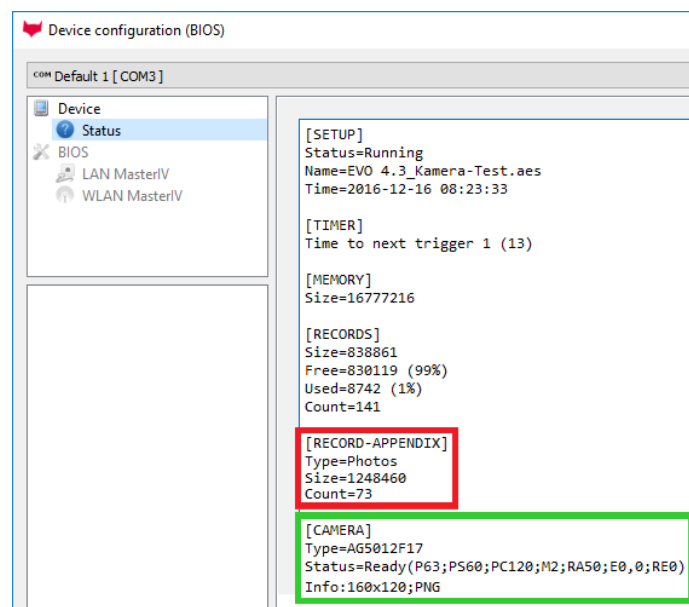 Device configuration (BIOS)
COM Default 1 [ COM3 ]
Device
Status
BIOS
LAN MasterIV
WLAN MasterIV
[SETUP]
Status=Running
Name=EVO 4.3_Kamera-Test.aes
Time=2016-12-16 08:23:33
[TIMER]
Time to next trigger 1 (13)
[MEMORY]
Size=16777216
[RECORDS]
Size=838861
Free=830119 (99%)
Used=8742 (1%)
Count=141
[RECORD-APPENDIX]
Type=Photos
Size=1248460
Count=73
[CAMERA]
Type=AG5012F17
Status=Ready(P63;PS60;PC120;M2;RA50;E0,0;RE0)
Info:160x120;PNG